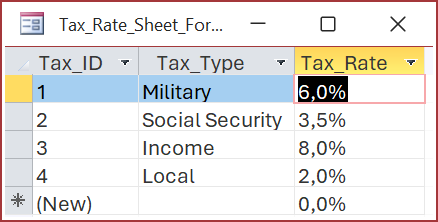 Tax_Rate_Sheet_For...
Tax_ID Tax_Type Tax_Rate
1 Military 6,0%
2 Social Security 3,5%
3 Income 8,0%
4 Local 2,0%
(New) 0,0%